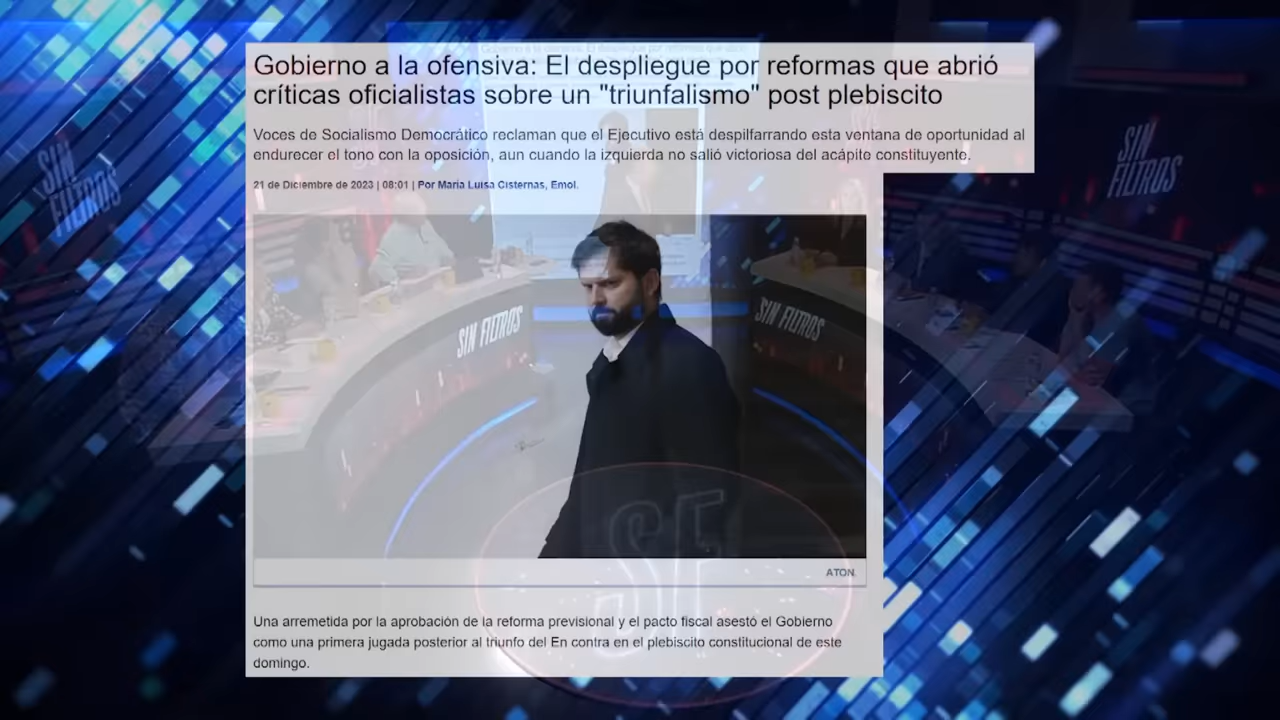 Gobierno a la ofensiva: El despliegue por reformas que abrió
críticas oficialistas sobre un "triunfalismo" post plebiscito
Voces de Socialismo Democrático reclaman que el Ejecutivo está despilfarrando esta ventana de oportunidad al
endurecer el tono con la oposición, aun cuando la izquierda no salió victoriosa del acápite constituyente.
21 de Diciembre de 2023 | 08:01 | Por María Luisa Cisternas, Emol.
SIN
FILTROS
SIN
FILTROS
SIN FILTROS
SIN FILTROS
SF
ATON
Una arremetida por la aprobación de la reforma previsional y el pacto fiscal asestó el Gobierno
como una primera jugada posterior al triunfo del En contra en el plebiscito constitucional de este
domingo.